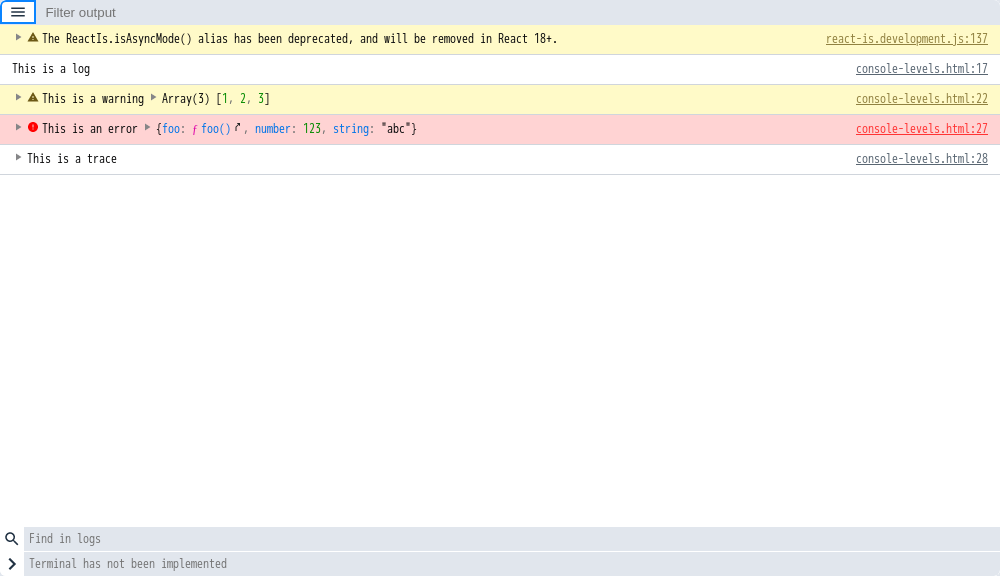 Filter output
The ReactIs.isAsyncMode() alias has been deprecated, and will be removed in React 18+. react-is.development.js:137
This is a log console-levels.html:17
This is a warning Array(3) [1, 2, 3] console-levels.html:22
This is an error {foo: ƒ foo(), number: 123, string: "abc"} console-levels.html:27
This is a trace console-levels.html:28
Find in logs
Terminal has not been implemented